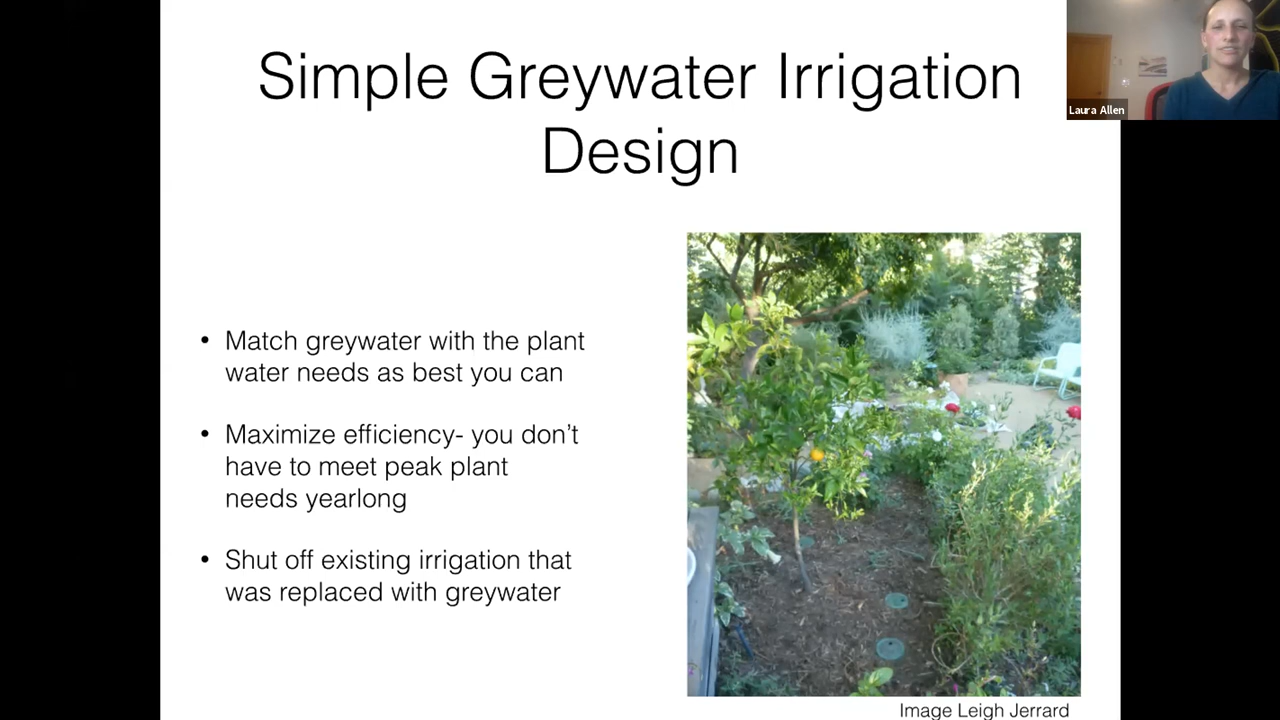 Simple Greywater Irrigation
Design
Laura Allen
• Match greywater with the plant
water needs as best you can
• Maximize efficiency- you don't
have to meet peak plant
needs yearlong
• Shut off existing irrigation that
was replaced with greywater
Image Leigh Jerrard